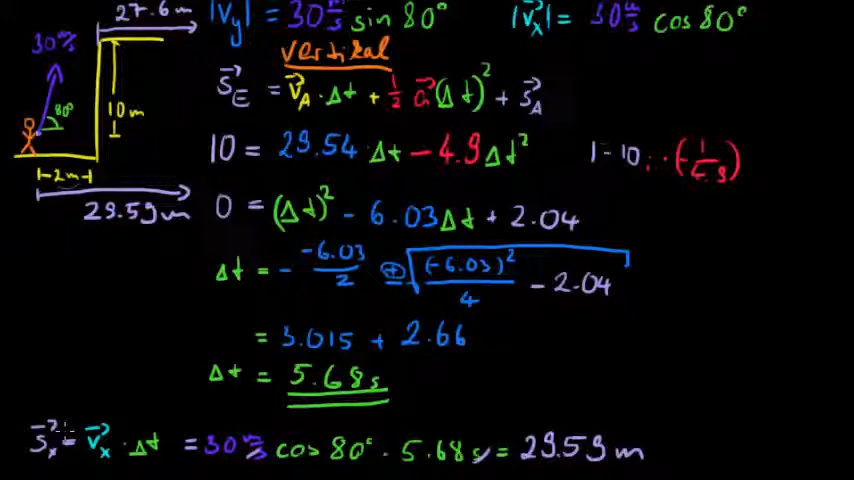 27.6 m
|Vy| = 30 m/s sin 80°
|V⃗x| = 30 m/s cos 80°
30 m/s
vertical
S⃗E = V⃗A · Δt + 1/2 a⃗ (Δt)² + S⃗A
80°
10 m
10 = 29.54 · Δt - 4.9 Δt²
|-10 · (-1/4.9)
2m
29.59 m
0 = (Δt)² - 6.03 Δt + 2.04
Δt = - -6.03/2 ⊕ √((-6.03)²/4 - 2.04)
= 3.015 + 2.66
Δt = 5.68 s
S⃗x = V⃗x · Δt = 30 m/s cos 80° · 5.68 s = 29.59 m